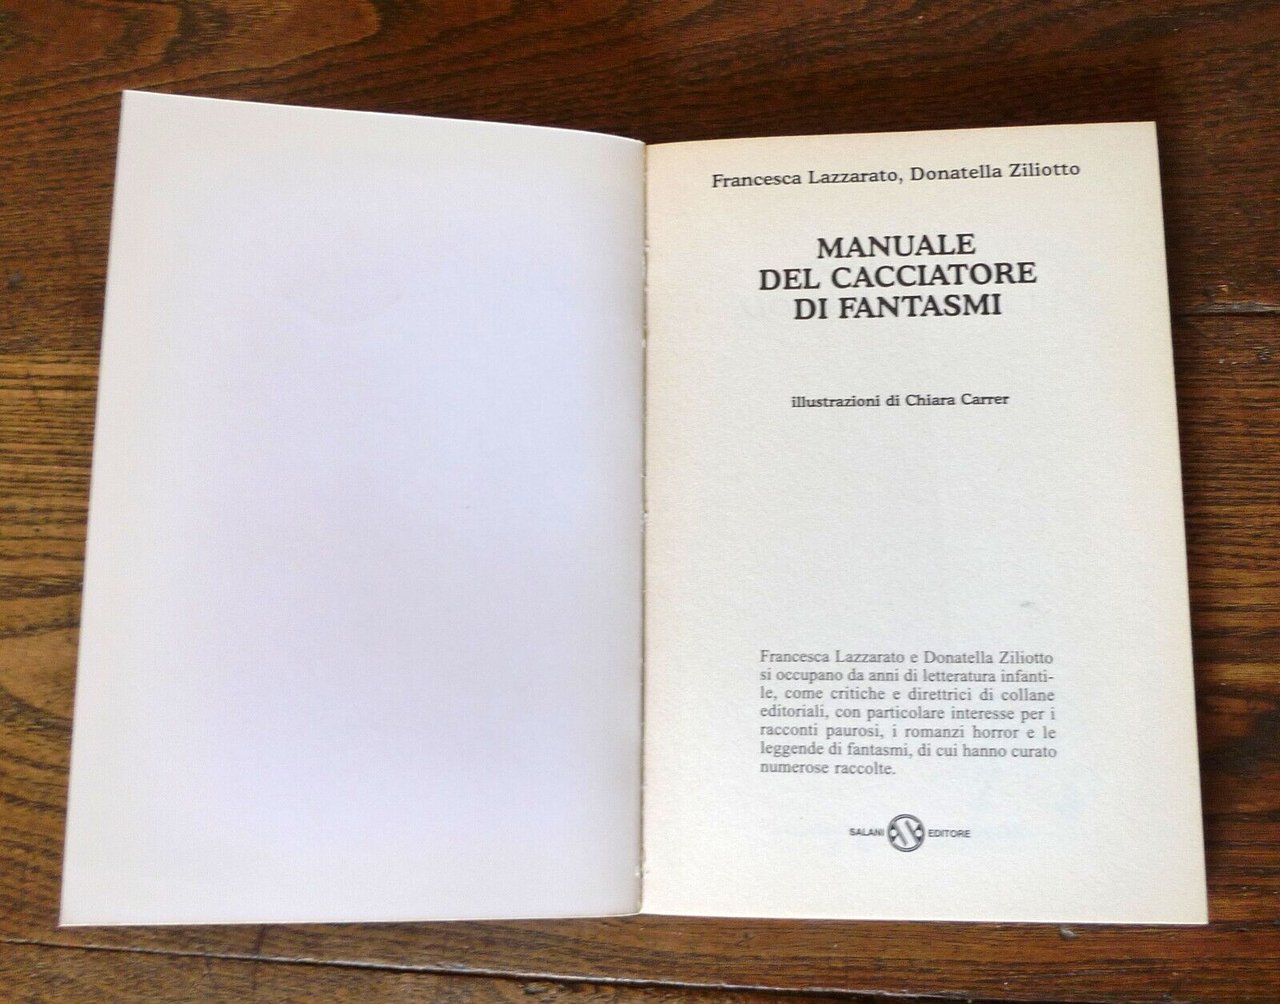 Francesca Lazzarato, Donatella Ziliotto
MANUALE
DEL CACCIATORE
DI FANTASMI
illustrazioni di Chiara Carrer
Francesca Lazzarato e Donatella Ziliotto
si occupano da anni di letteratura infanti-
le, come critiche e direttrici di collane
editoriali, con particolare interesse per i
racconti paurosi, i romanzi horror e le
leggende di fantasmi, di cui hanno curato
numerose raccolte.
SALANI EDITORE